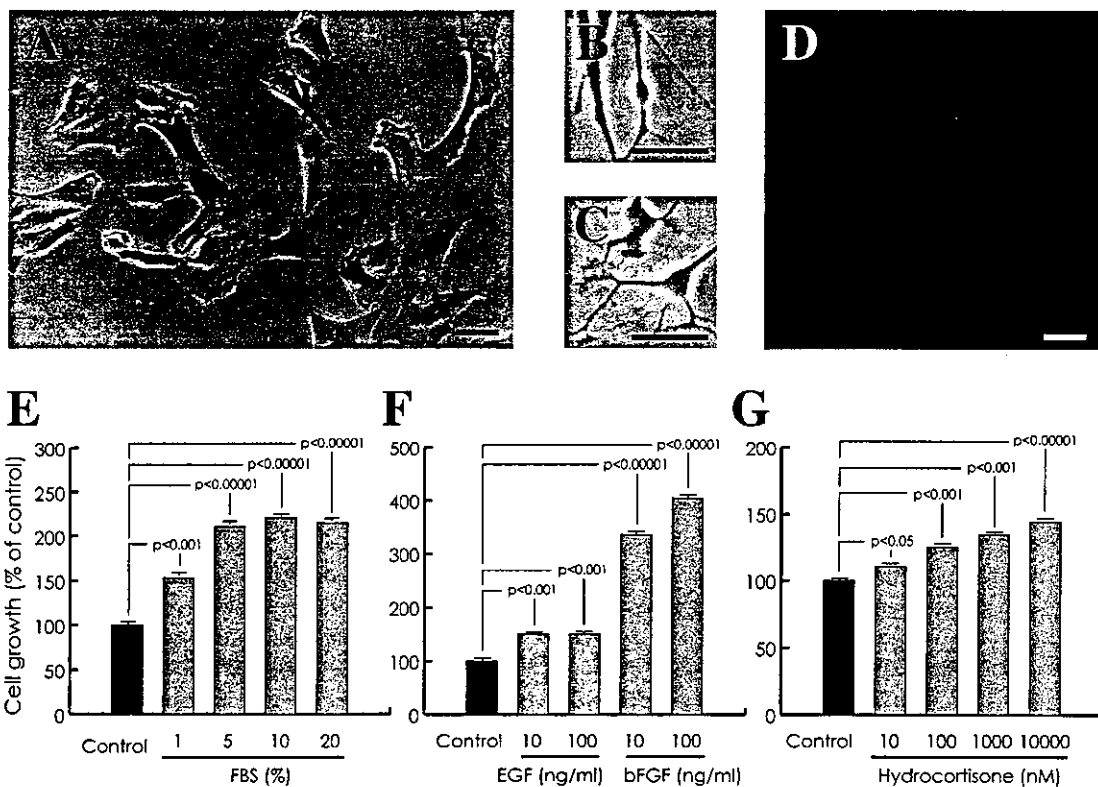 A
B
C
D
E
F
G
Cell growth (% of control)
300
250
200
150
100
50
0
p<0.001
p<0.00001
p<0.00001
p<0.00001
Control 1 5 10 20
FBS (%)
500
400
300
200
100
0
p<0.001
p<0.001
p<0.00001
p<0.00001
Control 10 100 10 100
EGF (ng/ml) bFGF (ng/ml)
200
150
100
50
0
p<0.05
p<0.001
p<0.001
p<0.00001
Control 10 100 1000 10000
Hydrocortisone (nM)